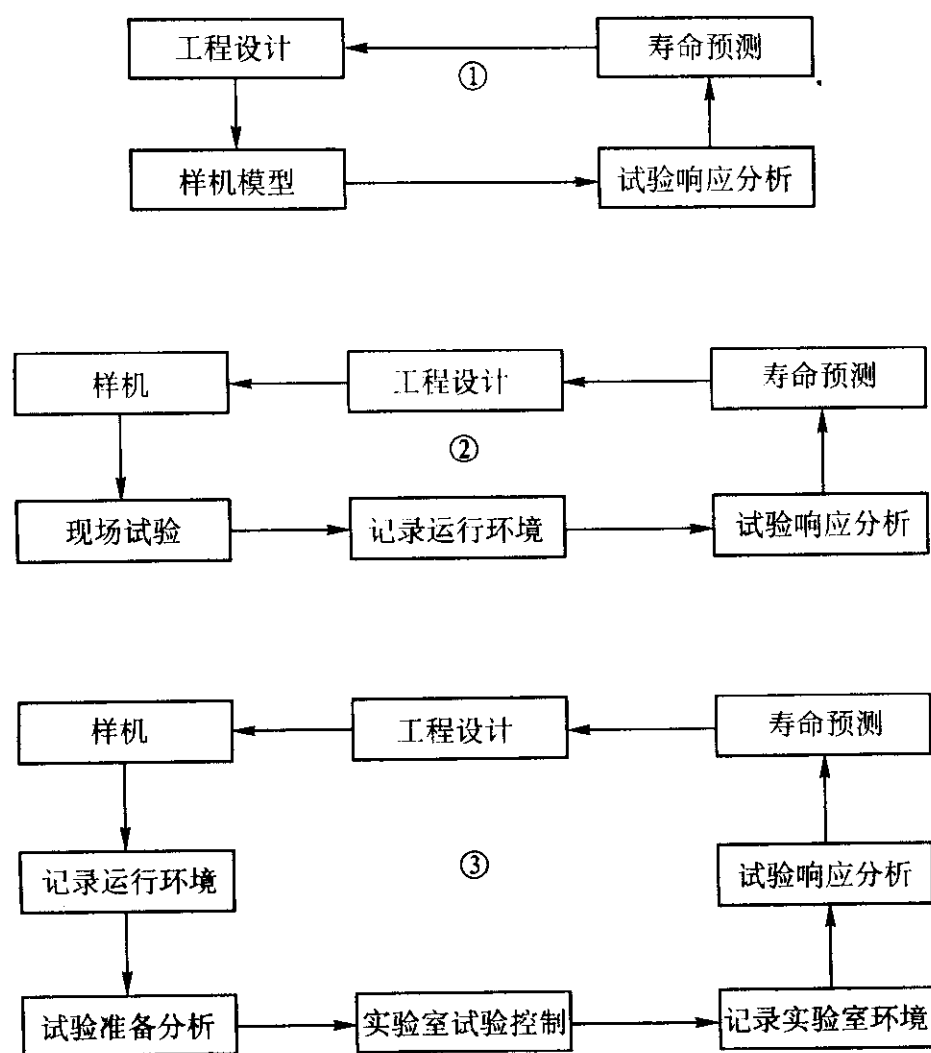 工程设计
寿命预测
①
样机模型
试验响应分析
样机
工程设计
寿命预测
②
现场试验
记录运行环境
试验响应分析
样机
工程设计
寿命预测
记录运行环境
③
试验响应分析
试验准备分析
实验室试验控制
记录实验室环境